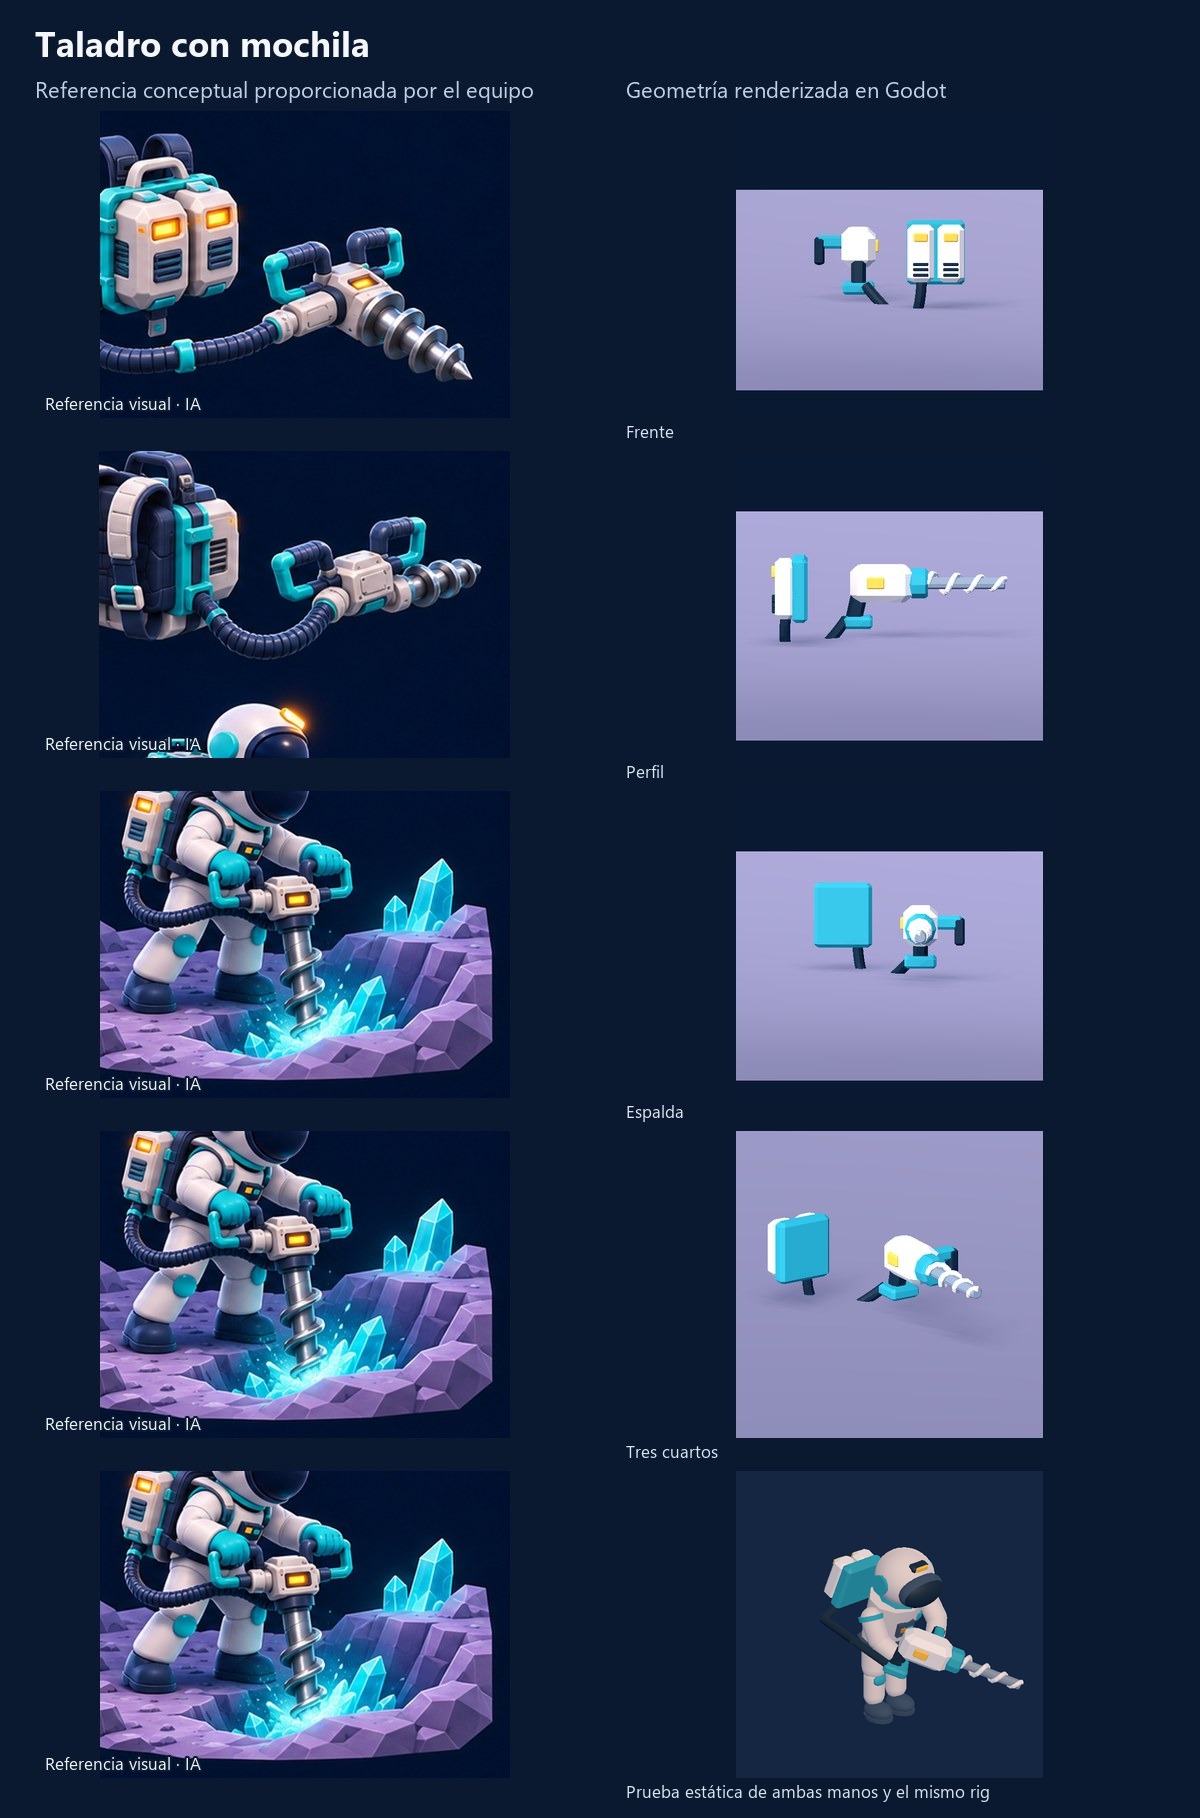 Taladro con mochila
Referencia conceptual proporcionada por el equipo
Geometría renderizada en Godot
Referencia visual · IA
Frente
Referencia visual · IA
Perfil
Referencia visual · IA
Espalda
Referencia visual · IA
Tres cuartos
Referencia visual · IA
Prueba estática de ambas manos y el mismo rig